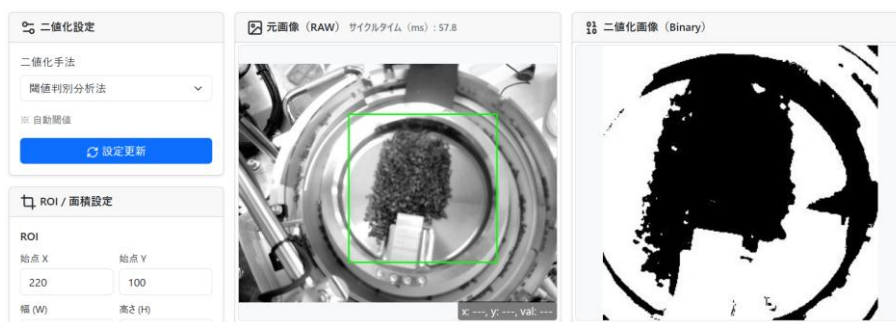 二値化設定
二値化手法
閾値判別分析法
※ 自動閾値
設定更新
ROI / 面積設定
ROI
始点 X
始点 Y
220
100
幅 (W)
高さ (H)
元画像（RAW） サイクルタイム（ms）: 57.8
x: ---, y: ---, val: ---
二値化画像（Binary）